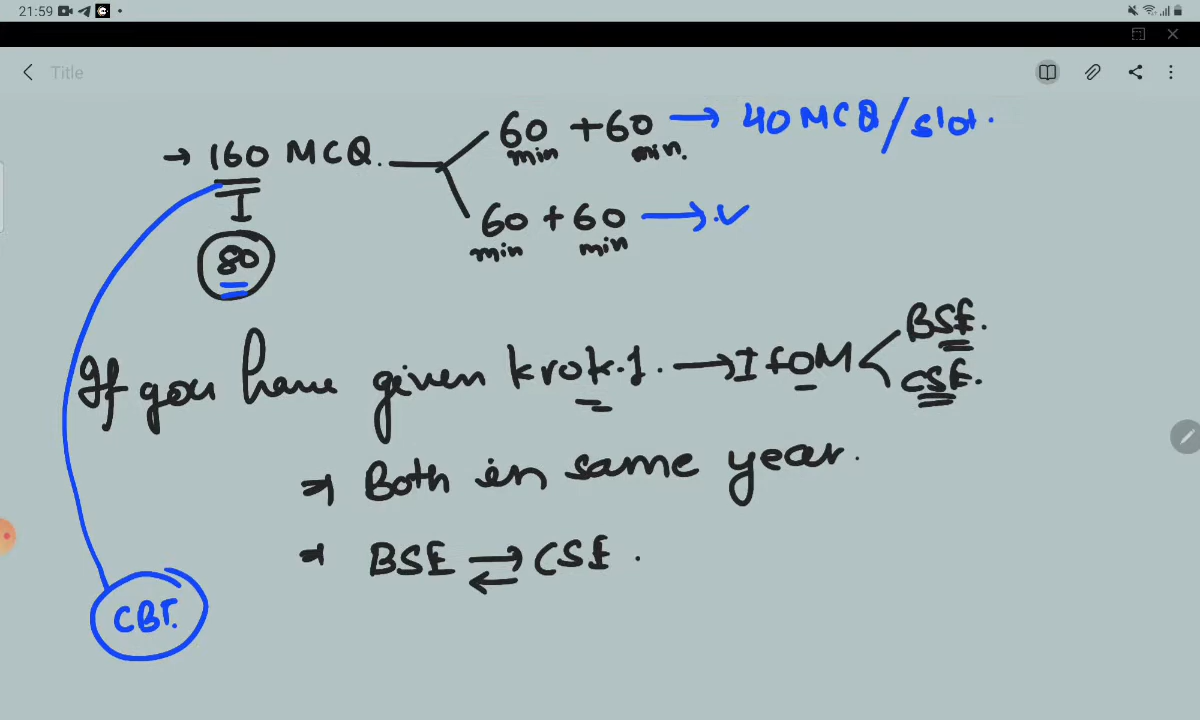 21:59
Title
60 + 60 → 40 MCQ/slot.
min min.
→ 160 MCQ.
I
60 + 60 →
min min
80
BSE.
If you have given krok.1. → IFOM
CSE.
→ Both in same year.
→ BSE ⇄ CSE.
CBT.